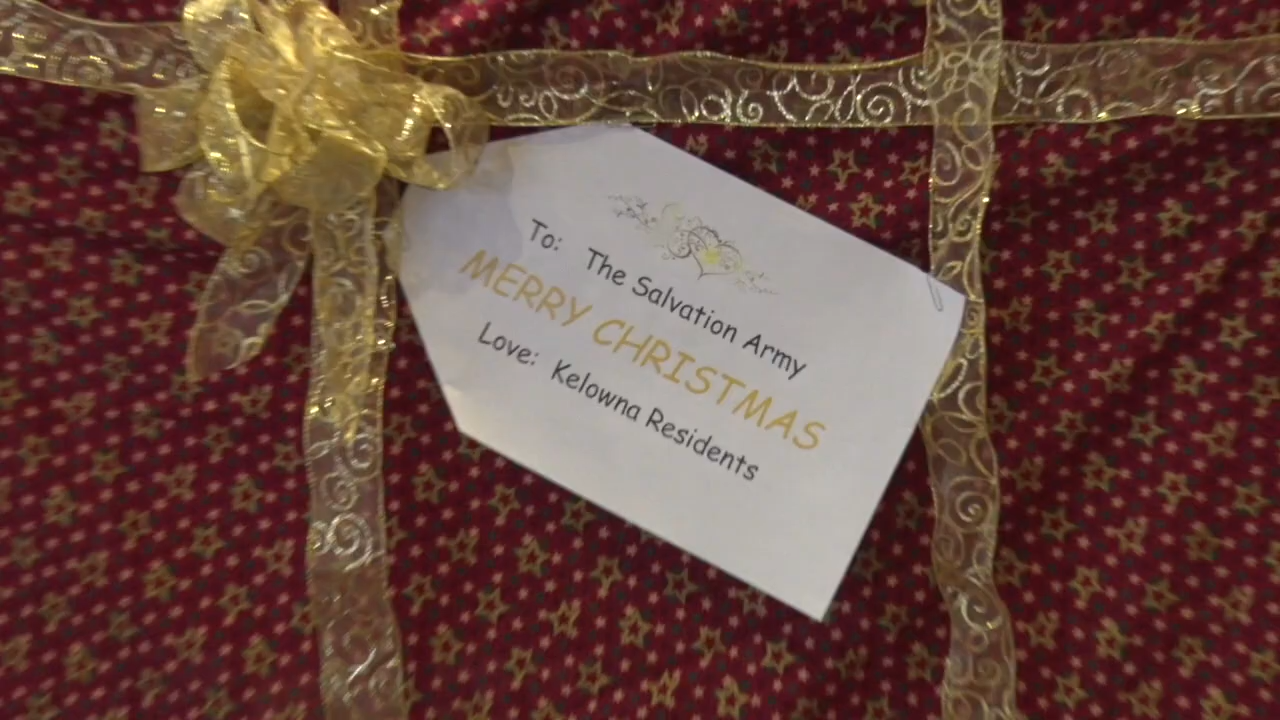 To: The Salvation Army
MERRY CHRISTMAS
Love: Kelowna Residents